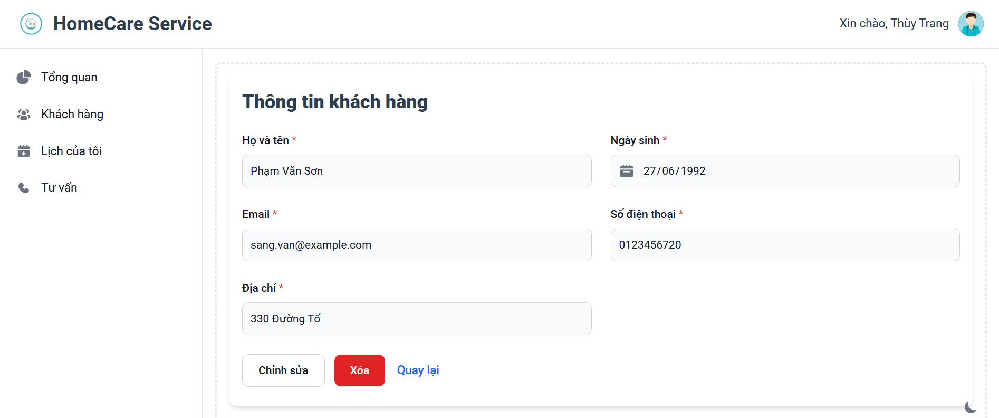 HomeCare Service
Xin chào, Thùy Trang
Tổng quan
Khách hàng
Lịch của tôi
Tư vấn
Thông tin khách hàng
Họ và tên *
Phạm Văn Sơn
Ngày sinh *
27/06/1992
Email *
sang.van@example.com
Số điện thoại *
0123456720
Địa chỉ *
330 Đường Tố
Chỉnh sửa
Xóa
Quay lại